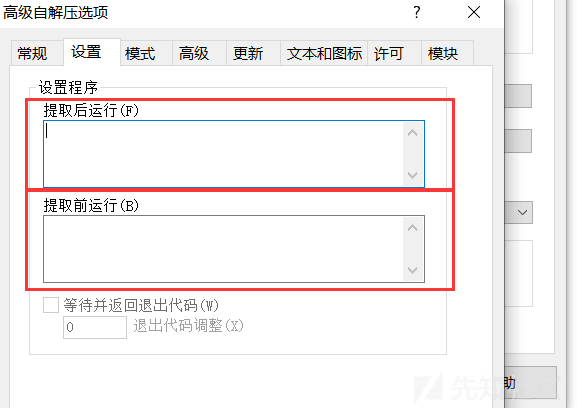 高级自解压选项
?
常规 设置 模式 高级 更新 文本和图标 许可 模块
设置程序
提取后运行(F)
提取前运行(B)
等待并返回退出代码(W)
0 退出代码调整(X)
助
先知